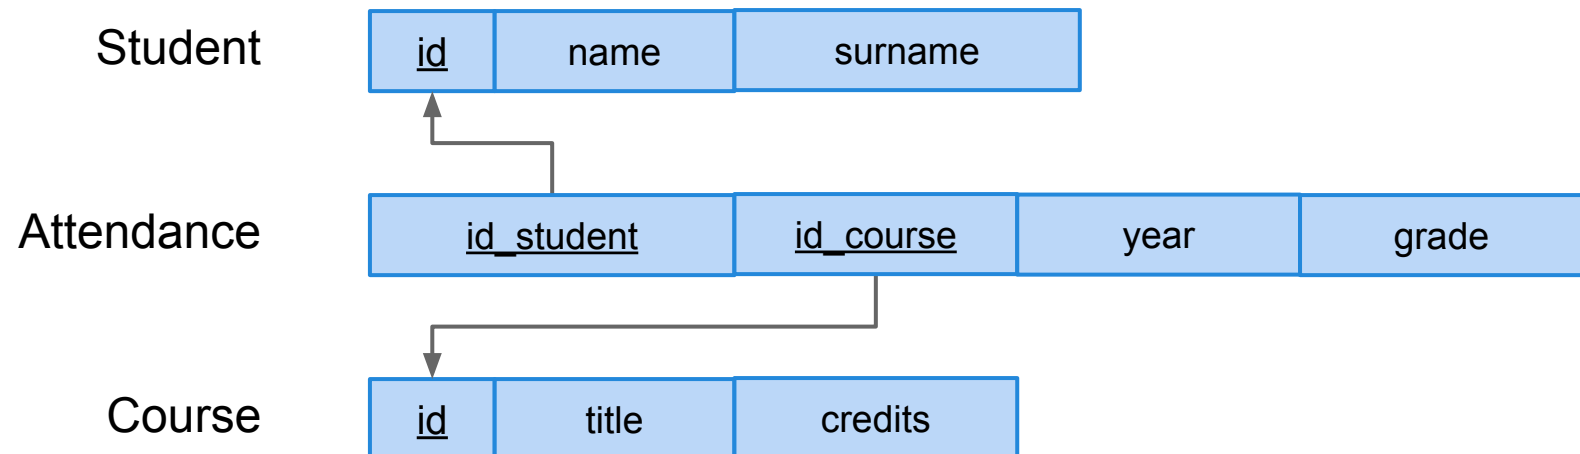 Student id name surname
Attendance id_student id_course year grade
Course id title credits